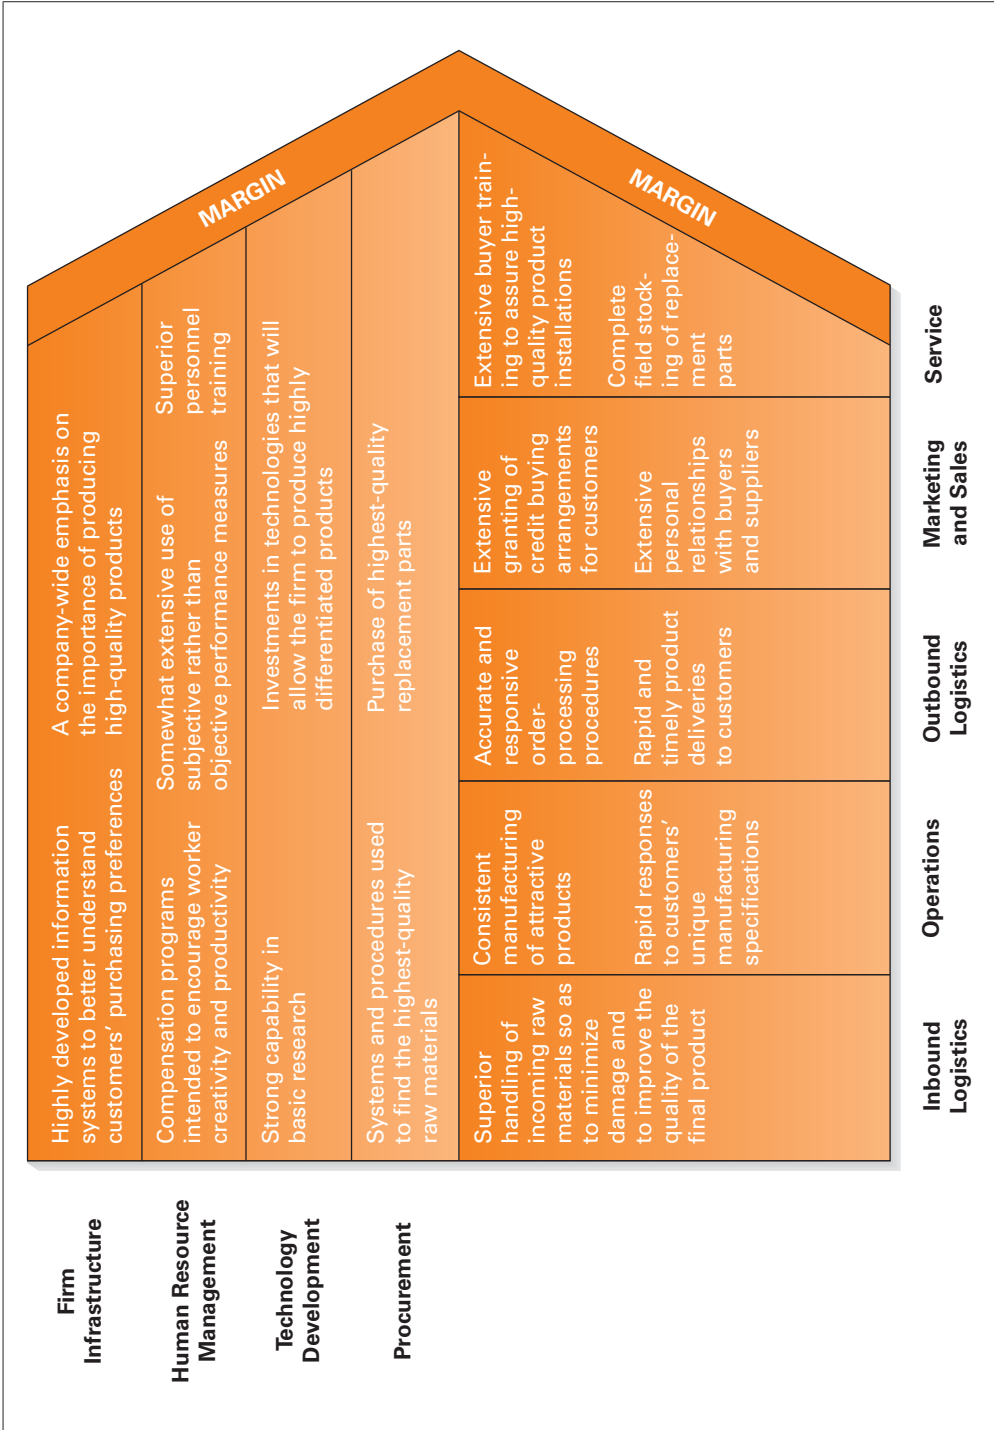 Firm
Infrastructure
Highly developed information
systems to better understand
customers’ purchasing preferences
A company-wide emphasis on
the importance of producing
high-quality products
Human Resource
Management
Compensation programs
intended to encourage worker
creativity and productivity
Somewhat extensive use of
subjective rather than
objective performance measures
Superior
personnel
training
Technology
Development
Strong capability in
basic research
Investments in technologies that will
allow the firm to produce highly
differentiated products
Procurement
Systems and procedures used
to find the highest-quality
raw materials
Purchase of highest-quality
replacement parts
MARGIN
Superior
handling of
incoming raw
materials so as
to minimize
damage and
to improve the
quality of the
final product
Consistent
manufacturing
of attractive
products
Rapid responses
to customers’
unique
manufacturing
specifications
Accurate and
responsive
order-
processing
procedures
Rapid and
timely product
deliveries
to customers
Extensive
granting of
credit buying
arrangements
for customers
Extensive
personal
relationships
with buyers
and suppliers
Extensive buyer train-
ing to assure high-
quality product
installations
Complete
field stock-
ing of replace-
ment
parts
MARGIN
Inbound
Logistics
Operations
Outbound
Logistics
Marketing
and Sales
Service